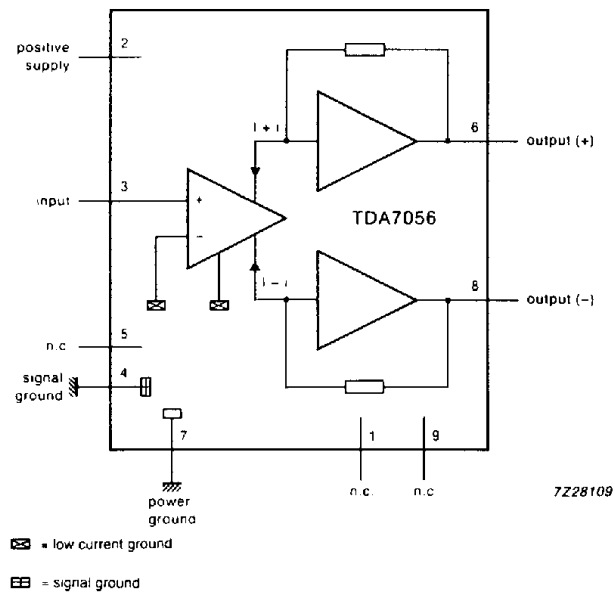 positive
supply
2
input
3
+
−
I + i
I − i
6
output (+)
TDA7056
8
output (−)
n.c
5
signal
ground
4
7
power
ground
1
n.c.
9
n.c
7Z28109
= low current ground
= signal ground